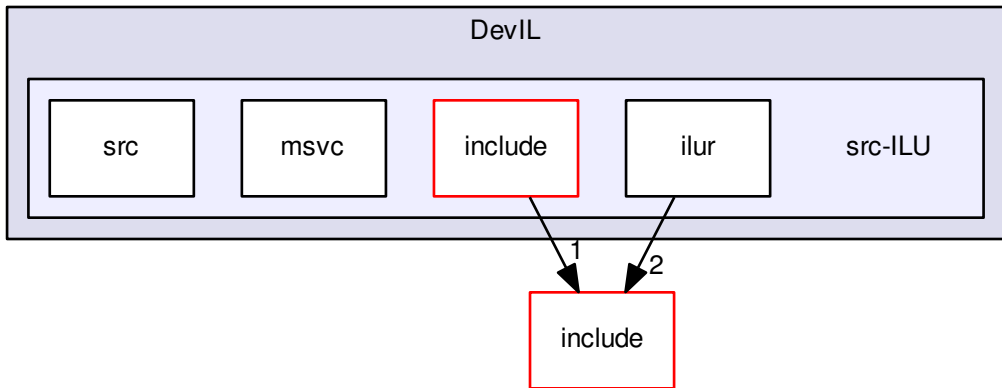 DevIL
src
msvc
include
ilur
src-ILU
1
2
include